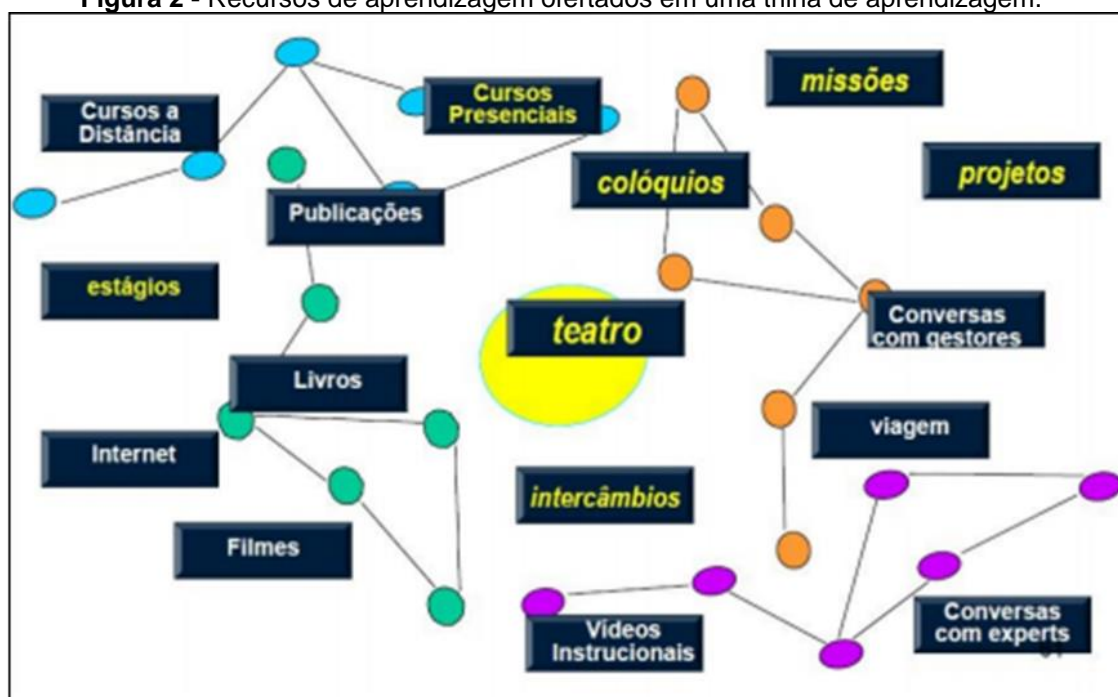 Figura 2 - Recursos de aprendizagem ofertados em uma trilha de aprendizagem.
missões
Cursos
Presenciais
Cursos a
Distância
colóquios
projetos
Publicações
estágios
teatro
Conversas
com gestores
Livros
viagem
Internet
intercâmbios
Filmes
Vídeos
Instrucionais
Conversas
com experts